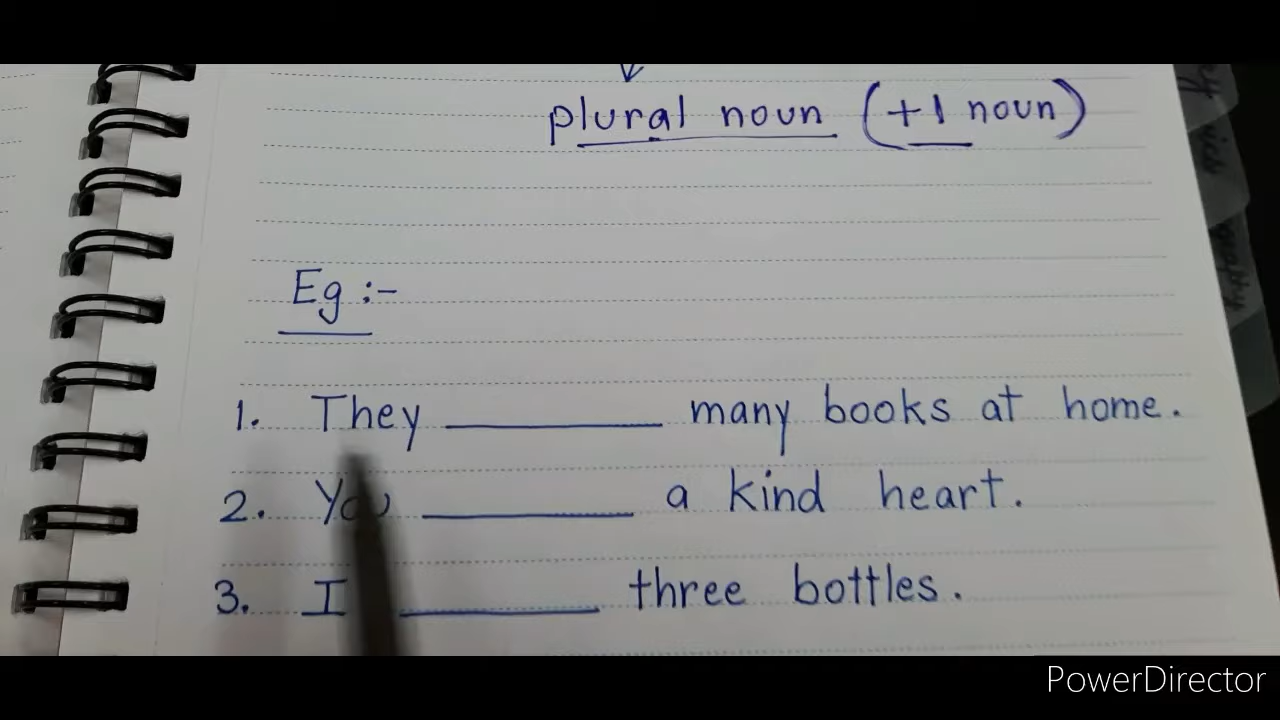 plural noun (+1 noun)
Eg :-
1. They ________ many books at home.
2. You ________ a kind heart.
3. I ________ three bottles.
PowerDirector